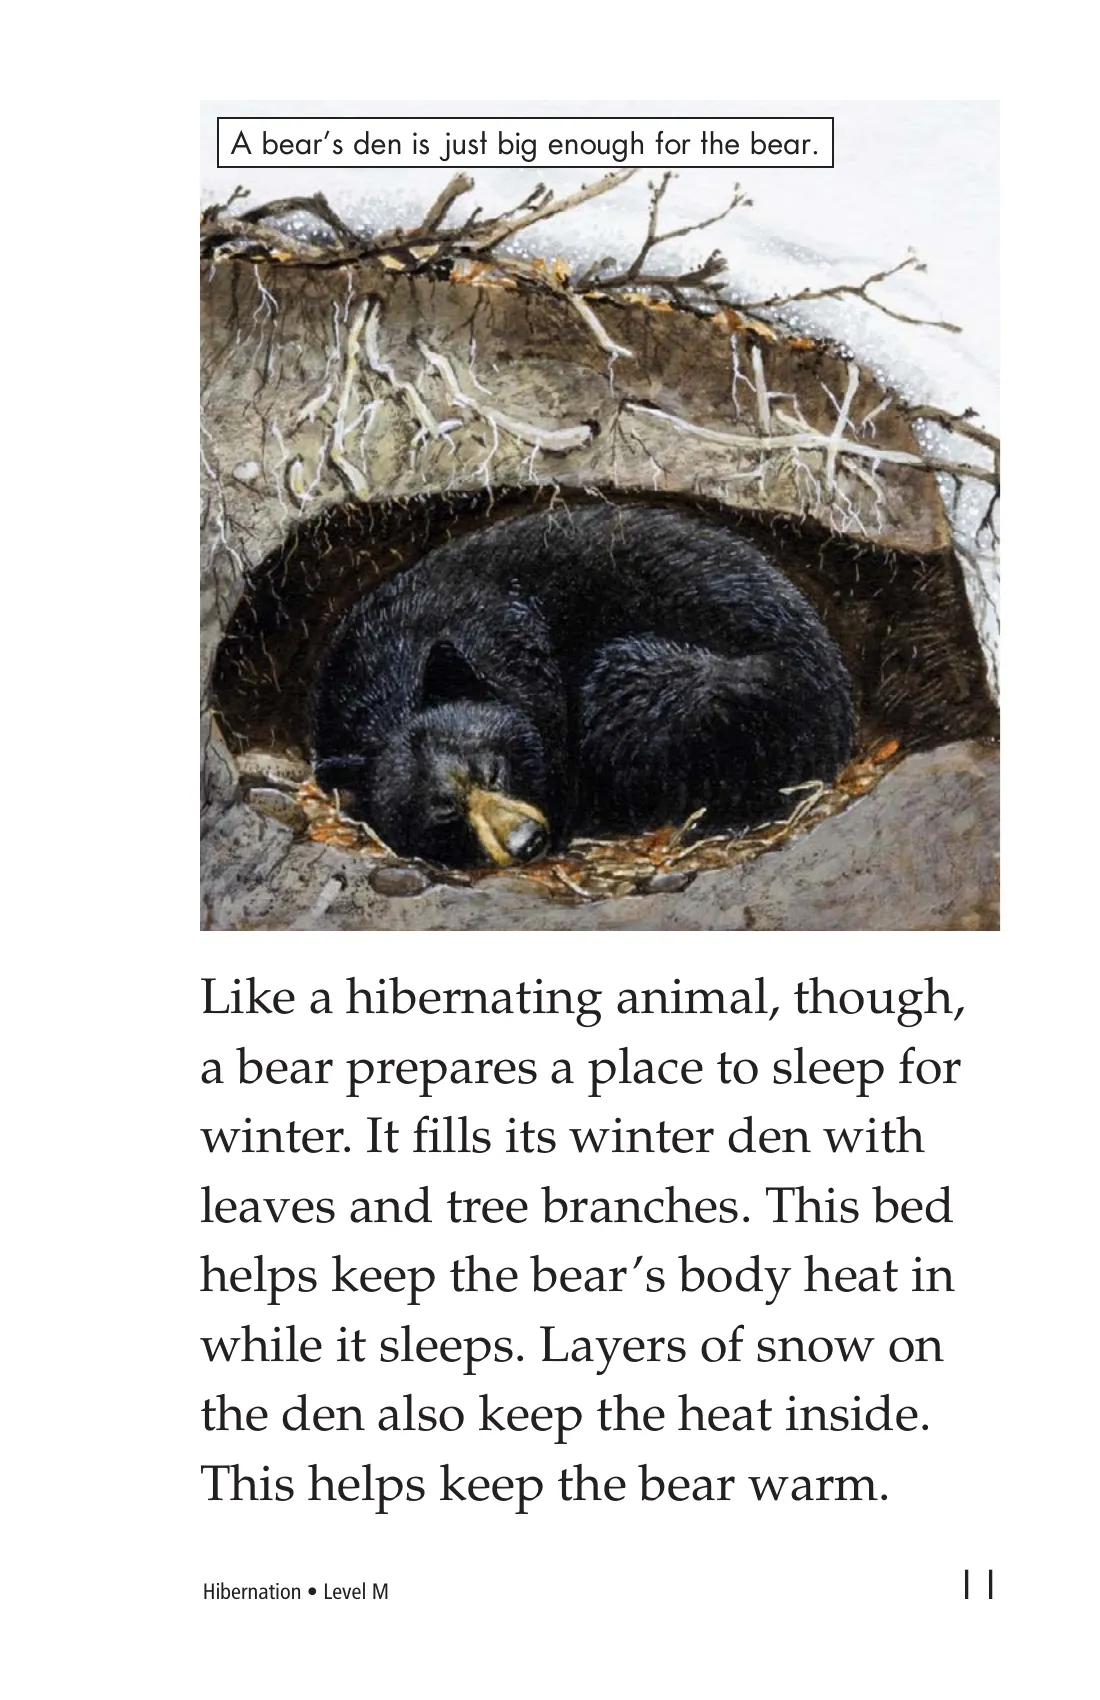 A bear’s den is just big enough for the bear.
Like a hibernating animal, though,
a bear prepares a place to sleep for
winter. It fills its winter den with
leaves and tree branches. This bed
helps keep the bear’s body heat in
while it sleeps. Layers of snow on
the den also keep the heat inside.
This helps keep the bear warm.
Hibernation • Level M
11